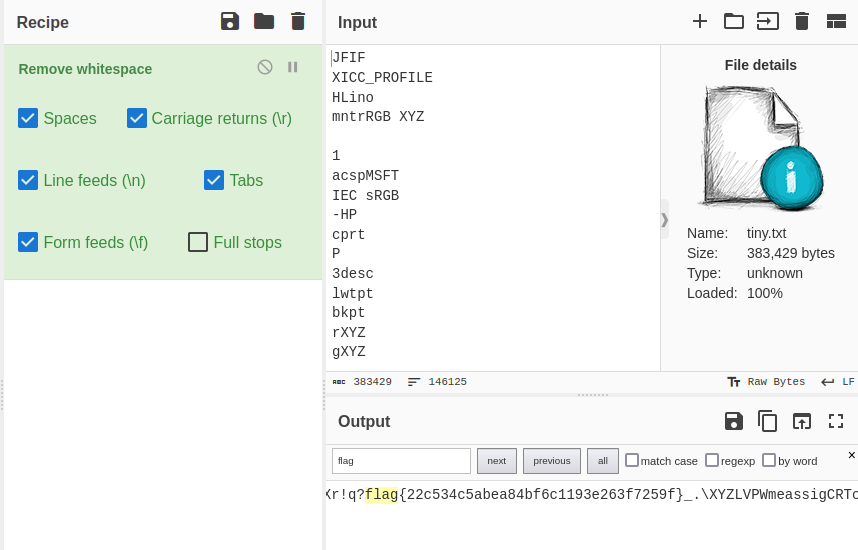 Recipe
Remove whitespace
Spaces
Carriage returns (\r)
Line feeds (\n)
Tabs
Form feeds (\f)
Full stops
Input
JFIF
XICC_PROFILE
HLino
mntrRGB XYZ
1
acspMSFT
IEC sRGB
-HP
cprt
P
3desc
lwtpt
bkpt
rXYZ
gXYZ
File details
Name: tiny.txt
Size: 383,429 bytes
Type: unknown
Loaded: 100%
ABC 383429 146125
Raw Bytes LF
Output
flag
next
previous
all
match case
regexp
by word
Xr!q?flag{22c534c5abea84bf6c1193e263f7259f}_.\XYZLVPWmeassigCRTc